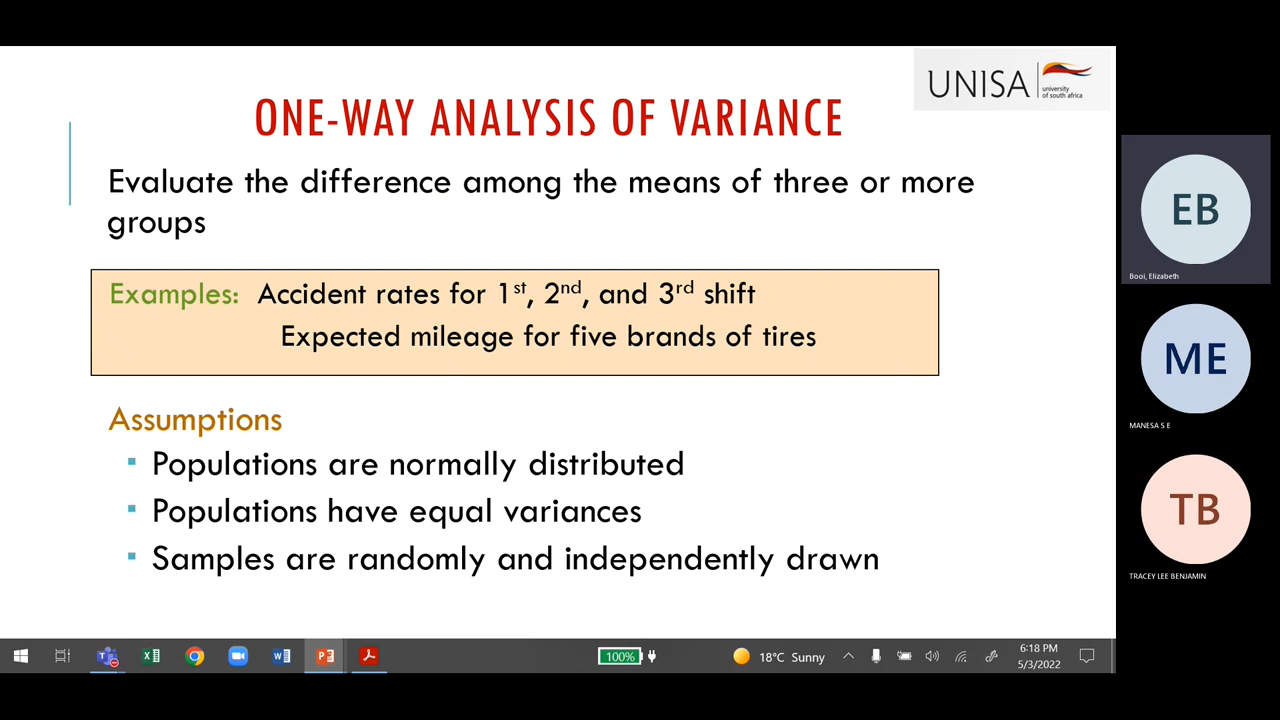 UNISA
university
of south africa
ONE-WAY ANALYSIS OF VARIANCE
Evaluate the difference among the means of three or more
groups
Examples: Accident rates for 1st, 2nd, and 3rd shift
Expected mileage for five brands of tires
Assumptions
▪ Populations are normally distributed
▪ Populations have equal variances
▪ Samples are randomly and independently drawn
EB
Booi, Elizabeth
ME
MANESA S E
TB
TRACEY LEE BENJAMIN
100%
18°C Sunny
6:18 PM
5/3/2022